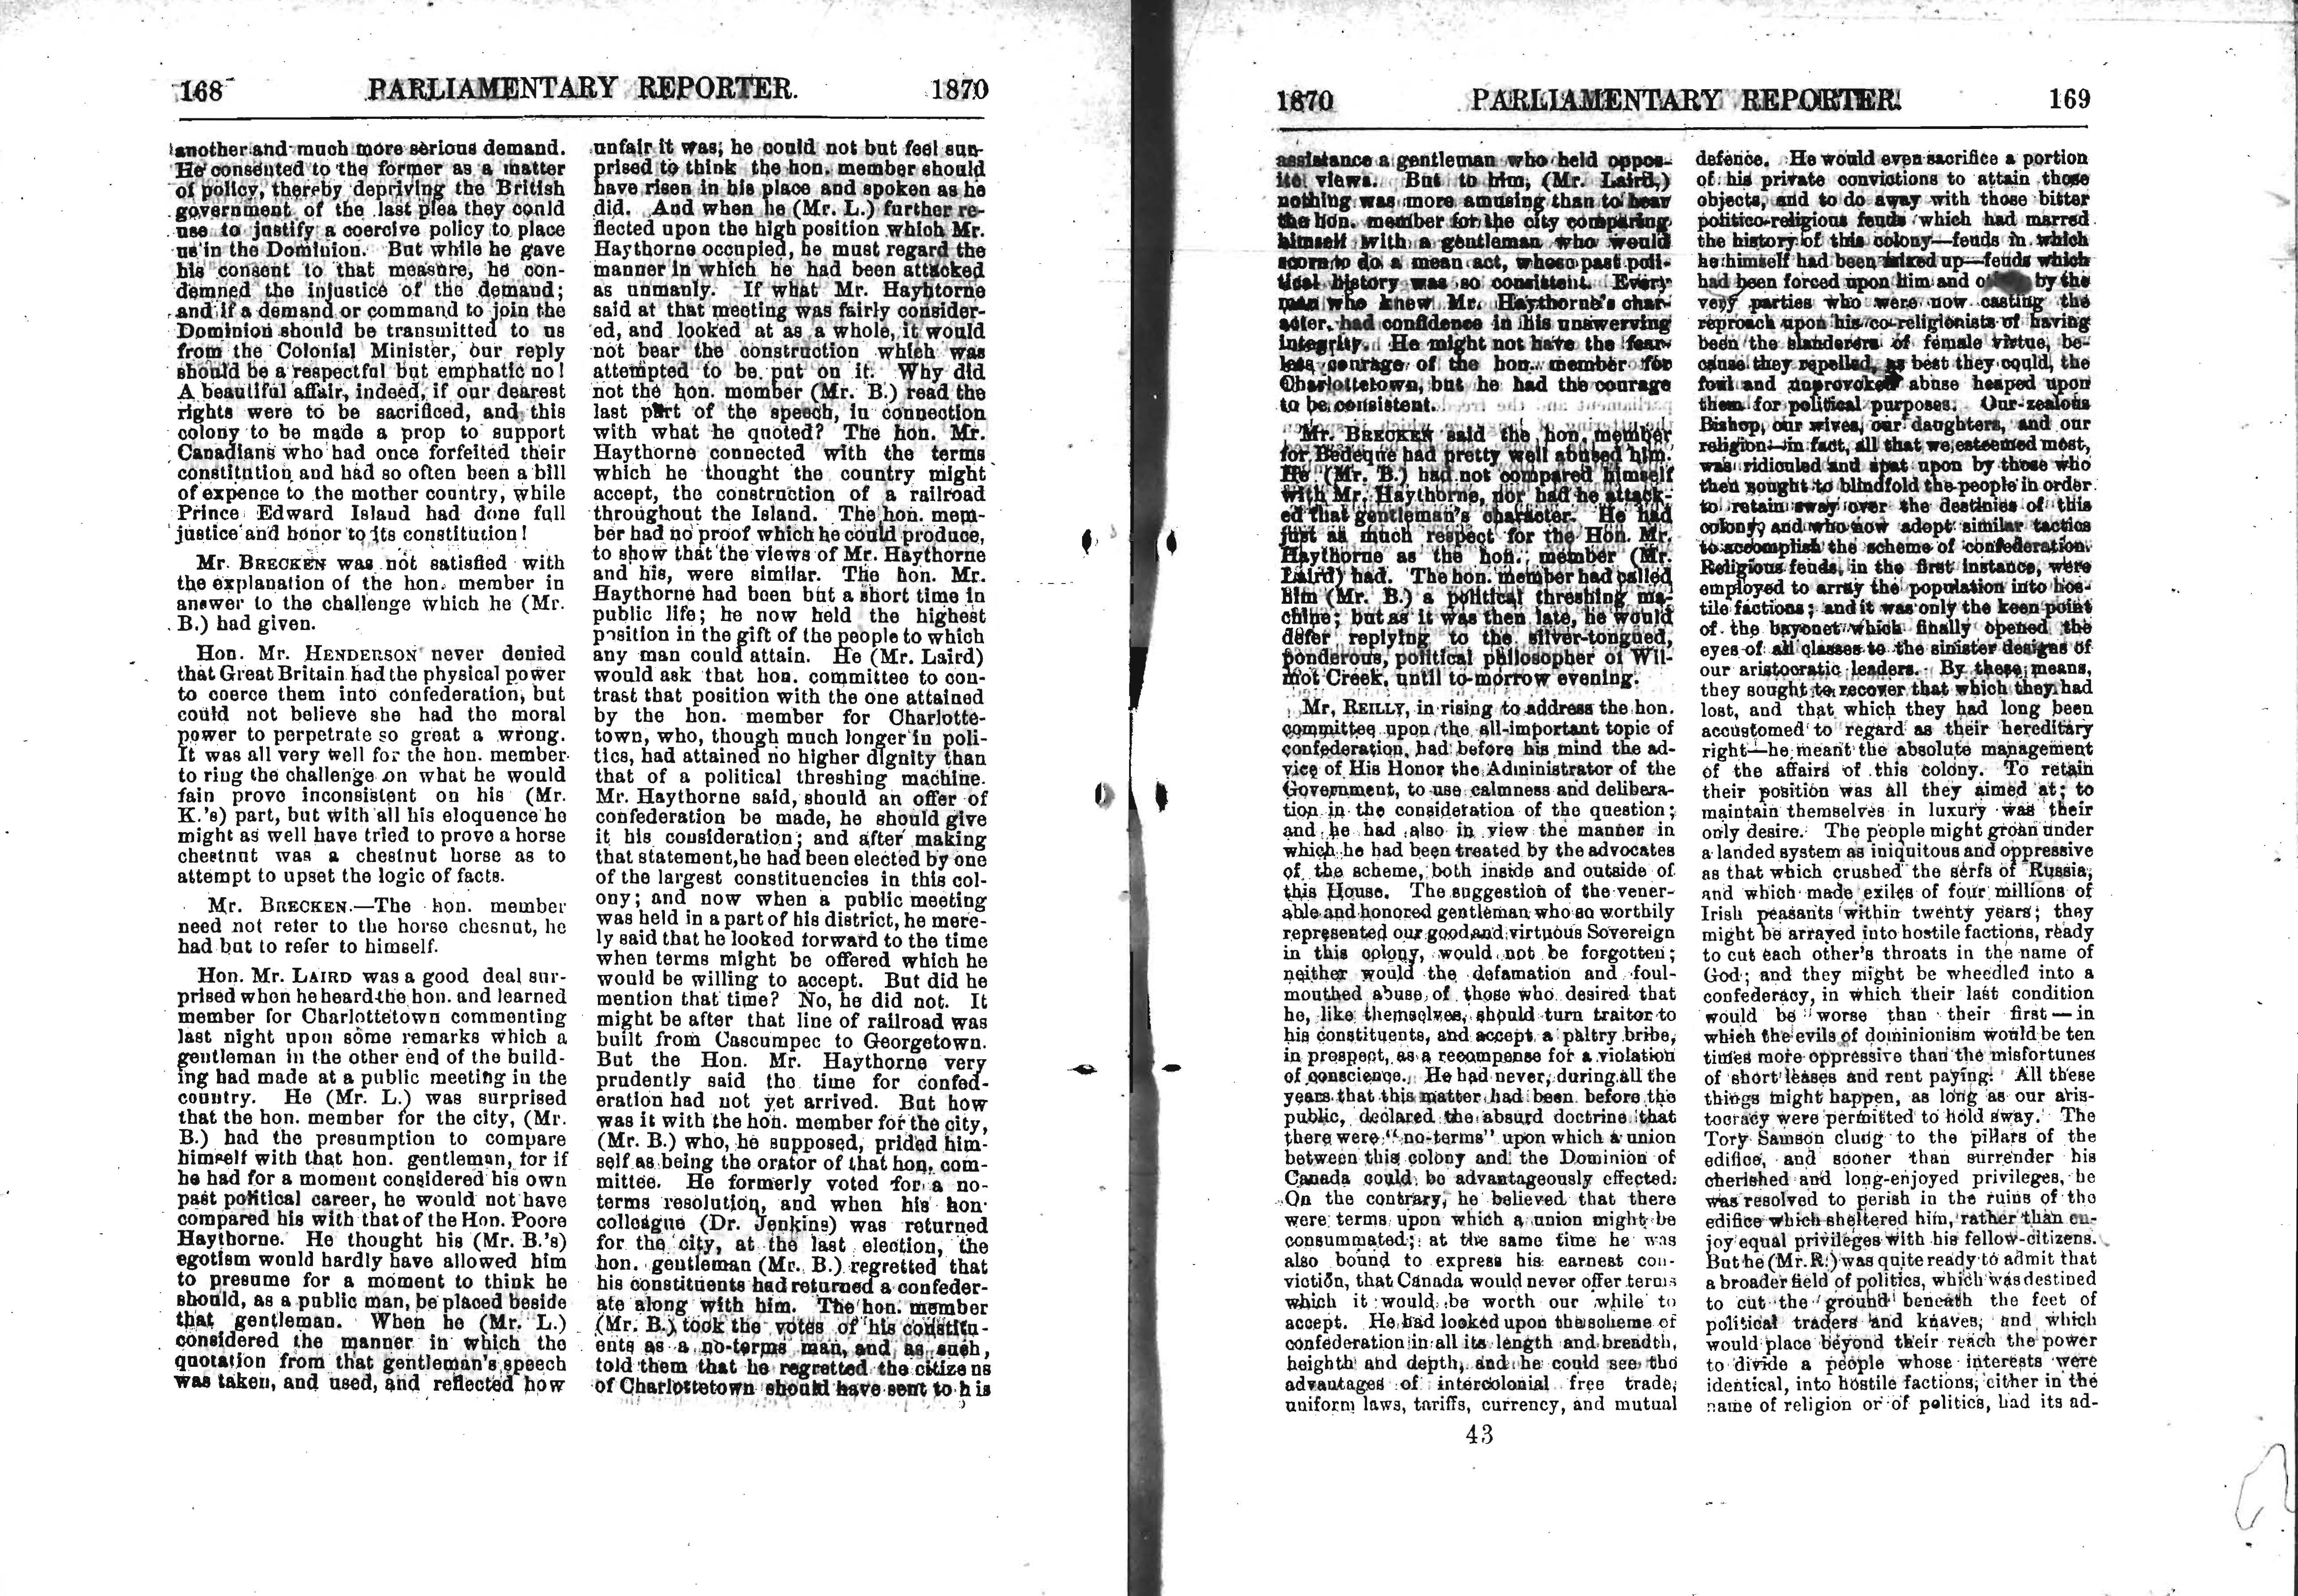 168 PARLIAMENTARY REPORTER. 1870
another and much more serious demand.
He consented to the former as a matter
of policy, thereby depriving the British
government of the last plea they could
use to justify a coercive policy to place
us in the Dominion. But while he gave
his consent to that measure, he con-
demned the injustice of the demand;
and if a demand or command to join the
Dominion should be transmitted to us
from the Colonial Minister, our reply
should be a respectful but emphatic no!
A beautiful affair, indeed, if our dearest
rights were to be sacrificed, and this
colony to be made a prop to support
Canadians who had once forfeited their
constitution and had so often been a bill
of expence to the mother country, while
Prince Edward Island had done full
justice and honor to its constitution!
Mr. BRECKEN was not satisfied with
the explanation of the hon. member in
answer to the challenge which he (Mr.
B.) had given.
Hon. Mr. HENDERSON never denied
that Great Britain had the physical power
to coerce them into confederation, but
could not believe she had the moral
power to perpetrate so great a wrong.
It was all very well for the hon. member
to ring the challenge on what he would
fain prove inconsistent on his (Mr.
K.'s) part, but with all his eloquence he
might as well have tried to prove a horse
chestnut was a chestnut horse as to
attempt to upset the logic of facts.
Mr. BRECKEN.—The hon. member
need not refer to the horse chesnut, he
had but to refer to himself.
Hon. Mr. LAIRD was a good deal sur-
prised when he heard the hon. and learned
member for Charlottetown commenting
last night upon some remarks which a
gentleman in the other end of the build-
ing had made at a public meeting in the
country. He (Mr. L.) was surprised
that the hon. member for the city, (Mr.
B.) had the presumption to compare
himself with that hon. gentleman, for if
he had for a moment considered his own
past political career, he would not have
compared his with that of the Hon. Poore
Haythorne. He thought his (Mr. B.'s)
egotism would hardly have allowed him
to presume for a moment to think he
should, as a public man, be placed beside
that gentleman. When he (Mr. L.)
considered the manner in which the
quotation from that gentleman's speech
was taken, and used, and reflected how
unfair it was; he could not but feel sur-
prised to think the hon. member should
have risen in his place and spoken as he
did. And when he (Mr. L.) further re-
flected upon the high position which Mr.
Haythorne occupied, he must regard the
manner in which he had been attacked
as unmanly. If what Mr. Hayhtorne
said at that meeting was fairly consider-
ed, and looked at as a whole, it would
not bear the construction which was
attempted to be put on it. Why did
not the hon. member (Mr. B.) read the
last part of the speech, in connection
with what he quoted? The hon. Mr.
Haythorne connected with the terms
which he thought the country might
accept, the construction of a railroad
throughout the Island. The hon. mem-
ber had no proof which he could produce,
to show that the views of Mr. Haythorne
and his, were similar. The hon. Mr.
Haythorne had been but a short time in
public life; he now held the highest
position in the gift of the people to which
any man could attain. He (Mr. Laird)
would ask that hon. committee to con-
trast that position with the one attained
by the hon. member for Charlotte-
town, who, though much longer in poli-
tics, had attained no higher dignity than
that of a political threshing machine.
Mr. Haythorne said, should an offer of
confederation be made, he should give
it his consideration; and after making
that statement, he had been elected by one
of the largest constituencies in this col-
ony; and now when a public meeting
was held in a part of his district, he mere-
ly said that he looked forward to the time
when terms might be offered which he
would be willing to accept. But did he
mention that time? No, he did not. It
might be after that line of railroad was
built from Cascumpec to Georgetown.
But the Hon. Mr. Haythorne very
prudently said the time for confed-
eration had not yet arrived. But how
was it with the hon. member for the city,
(Mr. B.) who, he supposed, prided him-
self as being the orator of that hon. com-
mittee. He formerly voted for a no-
terms resolution, and when his hon.
colleague (Dr. Jenkins) was returned
for the city, at the last election, the
hon. gentleman (Mr. B.) regretted that
his constituents had returned a confeder-
ate along with him. The hon. member
(Mr. B.) took the votes of his constitu-
ents as a no-terms man, and as such,
told them that he regretted the citizens
of Charlottetown should have sent to his
1870 PARLIAMENTARY REPORTER. 169
assistance a gentleman who held oppos-
ite views. But to him, (Mr. Laird,)
nothing was more amusing than to hear
the hon. member for the city comparing
himself with a gentleman who would
scorn to do a mean act, whose past poli-
tical history was so consistent. Every
man who knew Mr. Haythorne's char-
acter, had confidence in his unswerving
integrity. He might not have the fear-
less courage of the hon. member for
Charlottetown, but he had the courage
to be consistent.
Mr. BRECKEN said the hon. member
for Bedeque had pretty well abused him.
He (Mr. B.) had not compared himself
with Mr. Haythorne, nor had he attack-
ed that gentleman's character. He had
just as much respect for the Hon. Mr.
Haythorne as the hon. member (Mr.
Laird) had. The hon. member had called
him (Mr. B.) a political threshing ma-
chine; but as it was then late, he would
defer replying to the silver-tongued,
ponderous, political philosopher of Wil-
mot Creek, until to-morrow evening.
Mr, REILLY, in rising to address the hon.
committee upon the all-important topic of
confederation, had before his mind the ad-
vice of His Honor the Administrator of the
Government, to use calmness and delibera-
tion in the consideration of the question;
and he had also in view the manner in
which he had been treated by the advocates
of the scheme, both inside and outside of
this House. The suggestion of the vener-
able and honored gentleman who so worthily
represented our good and virtuous Sovereign
in this colony, would not be forgotten;
neither would the defamation and foul-
mouthed abuse of those who desired that
he, like themselves, should turn traitor to
his constituents, and accept a paltry bribe,
in prospect, as a recompense for a violation
of conscience. He had never, during all the
years that this matter had been before the
public, declared the absurd doctrine that
there were "no-terms" upon which a union
between this colony and the Dominion of
Canada could be advantageously effected.
On the contrary, he believed that there
were terms upon which a union might be
consummated; at the same time he was
also bound to express his earnest con-
viction, that Canada would never offer terms
which it would be worth our while to
accept. He had looked upon the scheme of
confederation in all its length and breadth,
heighth and depth, and he could see the
advantages of intercolonial free trade,
uniform laws, tariffs, currency, and mutual
43
defence. He would even sacrifice a portion
of his private convictions to attain those
objects, and to do away with those bitter
politico-religious feuds which had marred
the history of this colony—feuds in which
he himself had been mixed up—feuds which
had been forced upon him and by the
very parties who were now casting the
reproach upon his co-religionists of having
been the slanderers of female virtue, be-
cause they repelled, as best they could, the
foul and unprovoked abuse heaped upon
them for political purposes. Our zealous
Bishop, our wives, our daughters, and our
religion—in fact, all that we esteemed most,
was ridiculed and spat upon by those who
then sought to blindfold the people in order
to retain sway over the destinies of this
colony, and who now adept similar tactics
to accomplish the scheme of confederation.
Religious feuds, in the first instance, were
employed to array the population into hos-
tile factions; and it was only the keen point
of the bayonet which finally opened the
eyes of all classes to the sinister designs of
our aristocratic leaders. By these means,
they sought to recover that which they had
lost, and that which they had long been
accustomed to regard as their hereditary
right—he meant the absolute management
of the affairs of this colony. To retain
their position was all they aimed at; to
maintain themselves in luxury was their
only desire. The people might groan under
a landed system as iniquitous and oppressive
as that which crushed the serfs of Russia,
and which made exiles of four millions of
Irish peasants within twenty years; they
might be arrayed into hostile factions, ready
to cut each other's throats in the name of
God; and they might be wheedled into a
confederacy, in which their last condition
would be worse than their first—in
which the evils of dominionism would be ten
times more oppressive than the misfortunes
of short leases and rent paying. All these
things might happen, as long as our aris-
tocracy were permitted to hold sway. The
Tory Samson clung to the pillars of the
edifice, and sooner than surrender his
cherished and long-enjoyed privileges, he
was resolved to perish in the ruins of the
edifice which sheltered him, rather than en-
joy equal privileges with his fellow-citizens.
But he (Mr. R.) was quite ready to admit that
a broader field of politics, which was destined
to cut the ground beneath the feet of
political traders and knaves, and which
would place beyond their reach the power
to divide a people whose interests were
identical, into hostile factions, either in the
name of religion or of politics, had its ad-